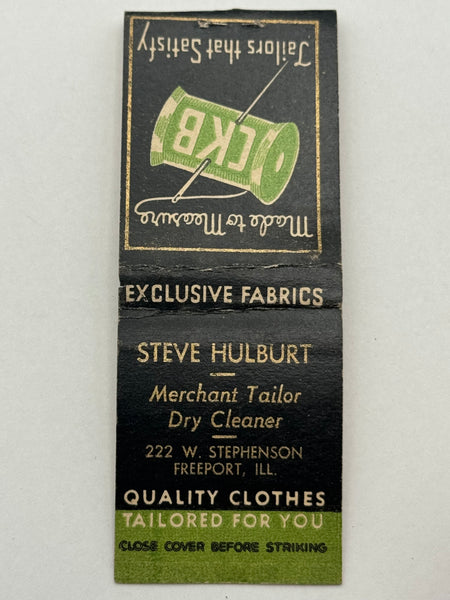 Made to Measure
CKB
Tailors that Satisfy
EXCLUSIVE FABRICS
STEVE HULBURT
Merchant Tailor
Dry Cleaner
222 W. STEPHENSON
FREEPORT, ILL.
QUALITY CLOTHES
TAILORED FOR YOU
CLOSE COVER BEFORE STRIKING